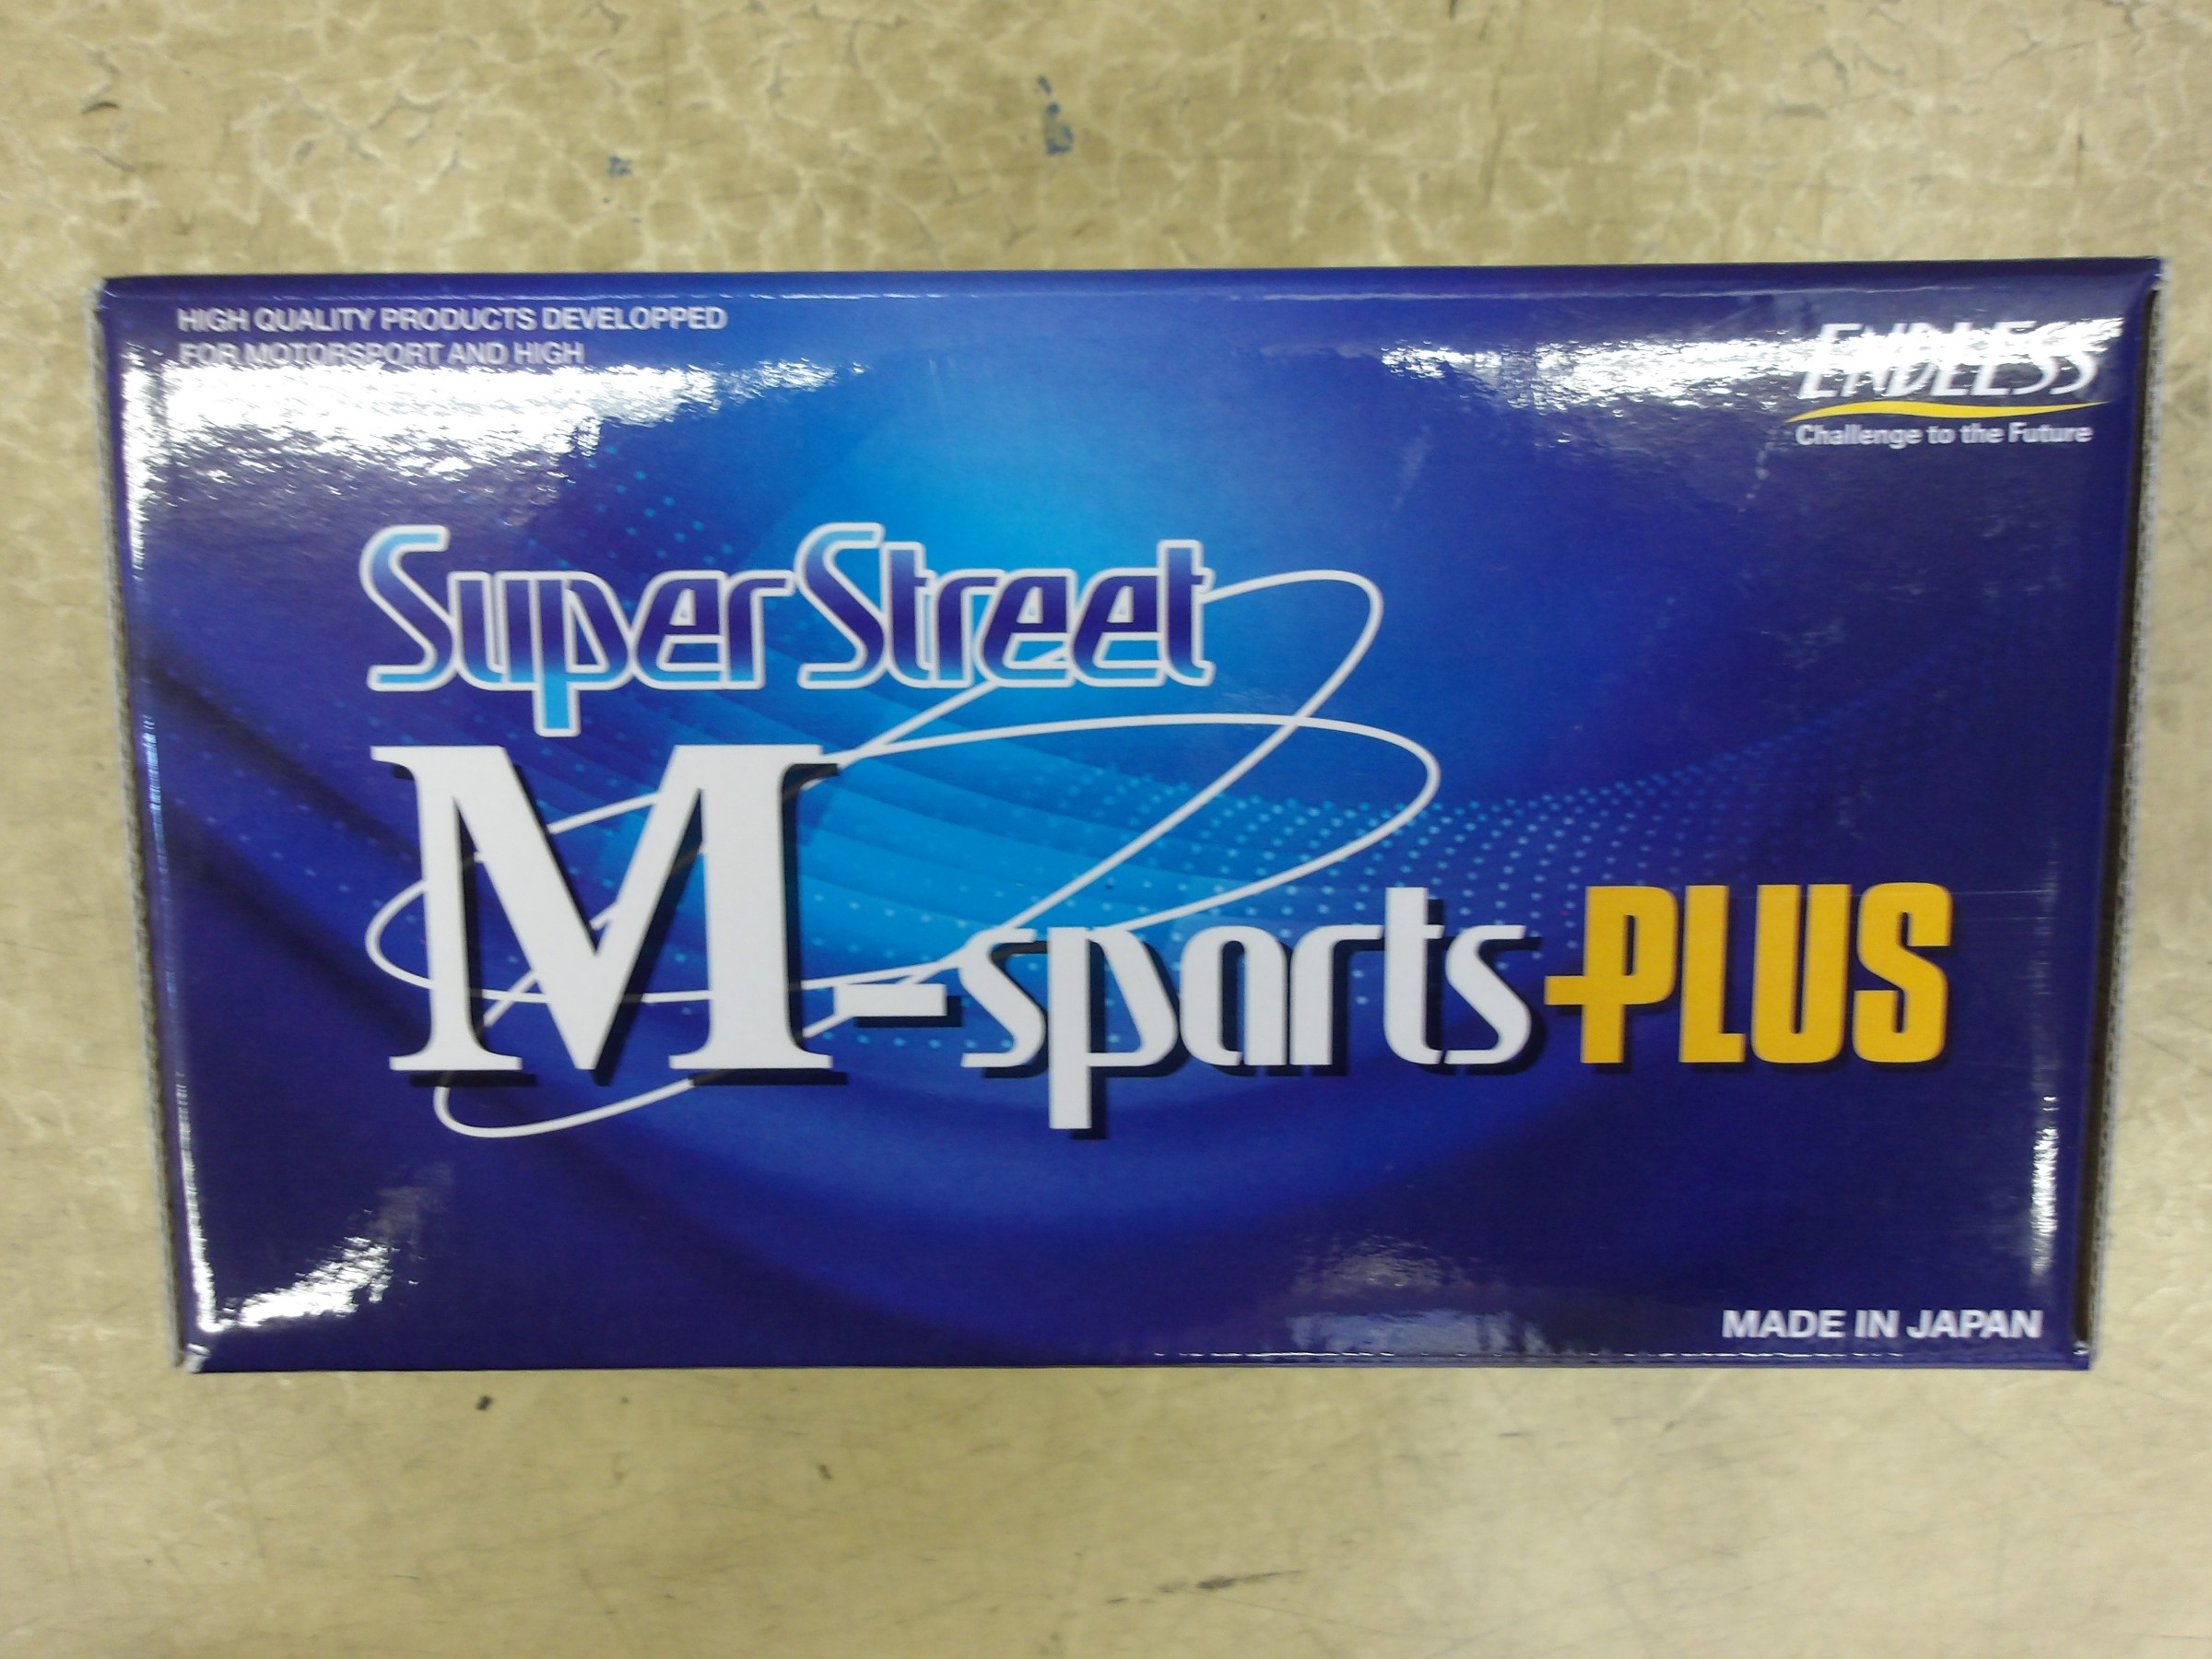 HIGH QUALITY PRODUCTS DEVELOPPED
FOR MOTORSPORT AND HIGH
ENDLESS
Challenge to the Future
Super Street
M-sports PLUS
MADE IN JAPAN